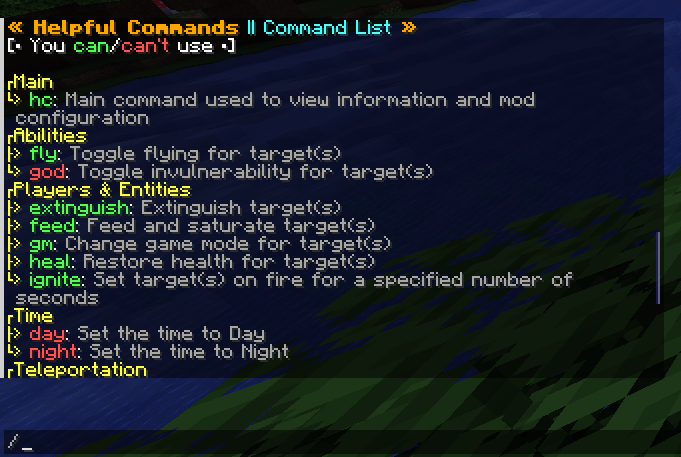 « Helpful Commands || Command List »
[• You can/can't use •]
┌Main
└> hc: Main command used to view information and mod
configuration
┌Abilities
├> fly: Toggle flying for target(s)
└> god: Toggle invulnerability for target(s)
┌Players & Entities
├> extinguish: Extinguish target(s)
├> feed: Feed and saturate target(s)
├> gm: Change game mode for target(s)
├> heal: Restore health for target(s)
└> ignite: Set target(s) on fire for a specified number of
seconds
┌Time
├> day: Set the time to Day
└> night: Set the time to Night
┌Teleportation
/_